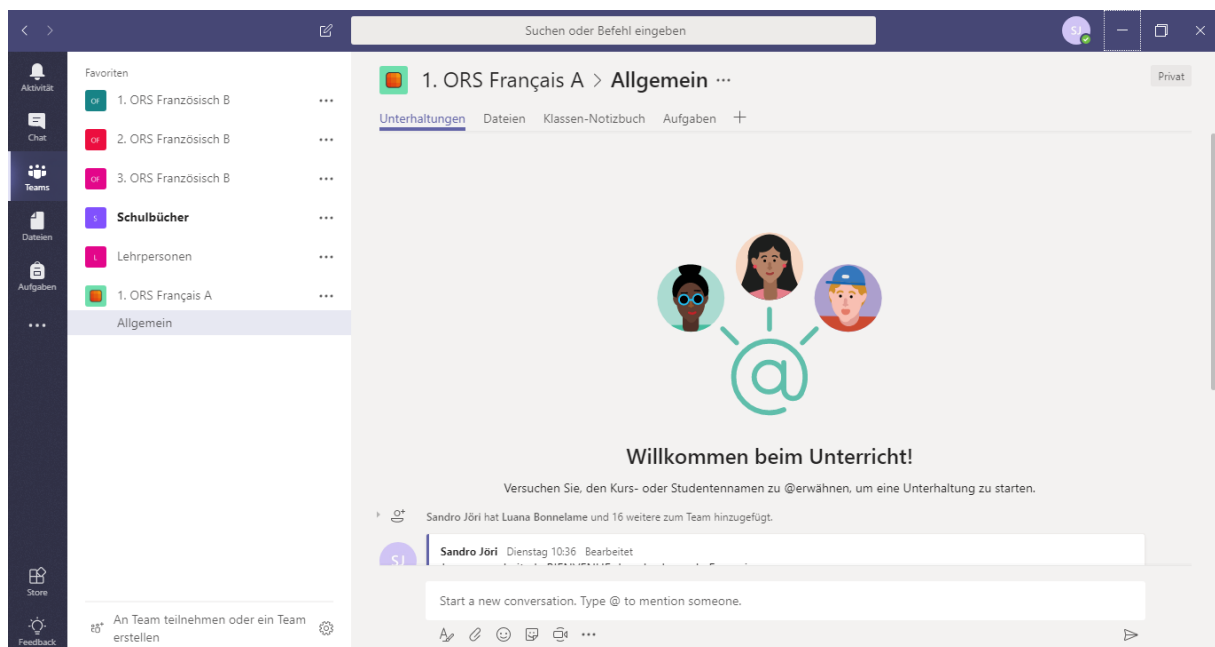 Suchen oder Befehl eingeben
SJ
Aktivität
Chat
Teams
Dateien
Aufgaben
Store
Feedback
Favoriten
OF 1. ORS Französisch B
OF 2. ORS Französisch B
OF 3. ORS Französisch B
S Schulbücher
L Lehrpersonen
1. ORS Français A
Allgemein
An Team teilnehmen oder ein Team
erstellen
1. ORS Français A > Allgemein
Privat
Unterhaltungen Dateien Klassen-Notizbuch Aufgaben
@
Willkommen beim Unterricht!
Versuchen Sie, den Kurs- oder Studentennamen zu @erwähnen, um eine Unterhaltung zu starten.
Sandro Jöri hat Luana Bonnelame und 16 weitere zum Team hinzugefügt.
SJ
Sandro Jöri Dienstag 10:36 Bearbeitet
Start a new conversation. Type @ to mention someone.